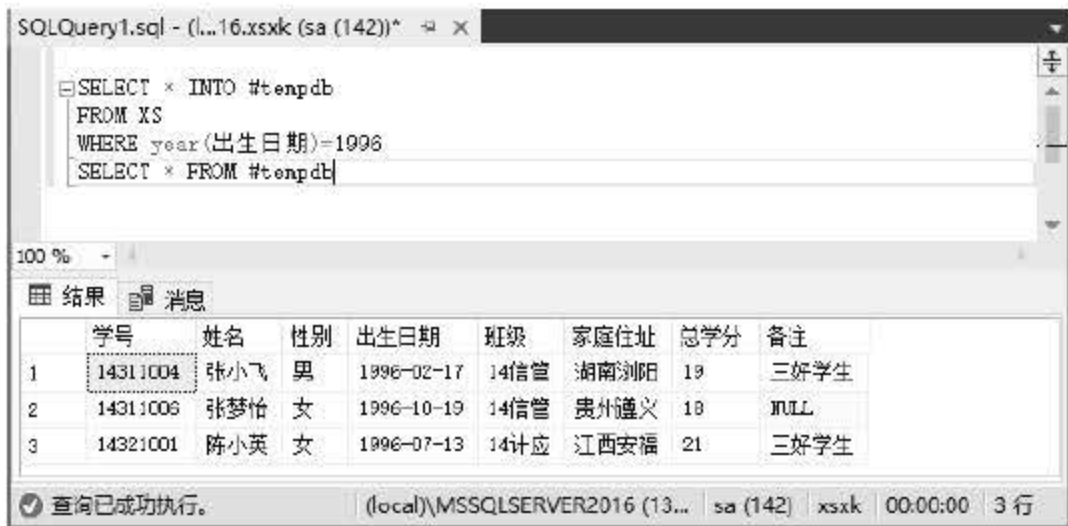 SQLQuery1.sql - (l...16.xsxk (sa (142))*
SELECT * INTO #tempdb
FROM XS
WHERE year(出生日期)=1996
SELECT * FROM #tempdb
100 %
结果 消息
学号 姓名 性别 出生日期 班级 家庭住址 总学分 备注
1 14311004 张小飞 男 1996-02-17 14信管 湖南浏阳 19 三好学生
2 14311006 张梦怡 女 1996-10-19 14信管 贵州遵义 18 NULL
3 14321001 陈小英 女 1996-07-13 14计应 江西安福 21 三好学生
查询已成功执行。 (local)\MSSQLSERVER2016 (13... sa (142) xsxk 00:00:00 3 行